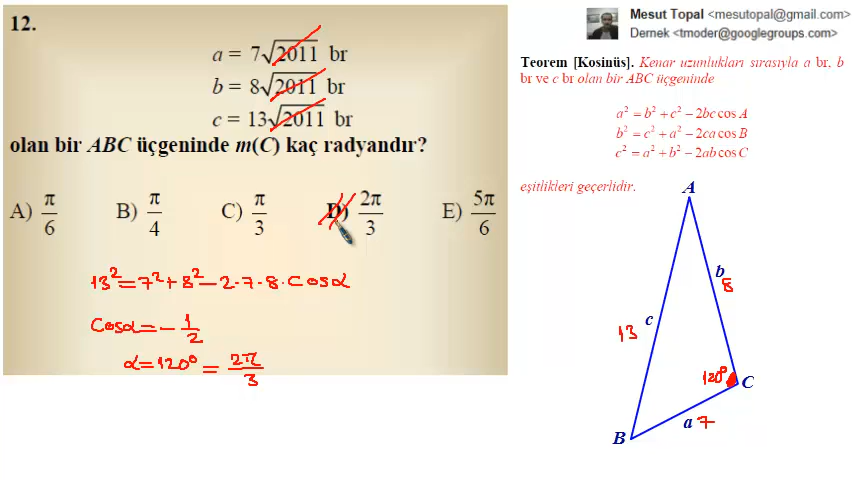 12.
a = 7√2011 br
b = 8√2011 br
c = 13√2011 br
olan bir ABC üçgeninde m(C) kaç radyandır?
A) π/6 B) π/4 C) π/3 D) 2π/3 E) 5π/6
13² = 7² + 8² − 2·7·8·Cosα
Cosα = − 1/2
α = 120° = 2π/3
Mesut Topal <mesutopal@gmail.com>
Dernek <tmoder@googlegroups.com>
Teorem [Kosinüs]. Kenar uzunlukları sırasıyla a br, b
br ve c br olan bir ABC üçgeninde
a² = b² + c² − 2bc cos A
b² = c² + a² − 2ca cos B
c² = a² + b² − 2ab cos C
eşitlikleri geçerlidir.
A
b
8
c
13
120°
C
a 7
B